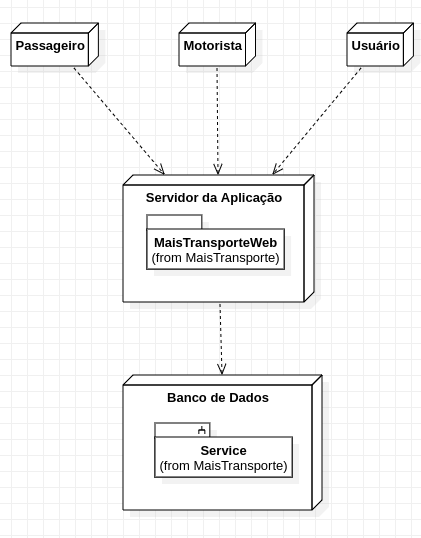 Passageiro
Motorista
Usuário
Servidor da Aplicação
MaisTransporteWeb
(from MaisTransporte)
Banco de Dados
Service
(from MaisTransporte)